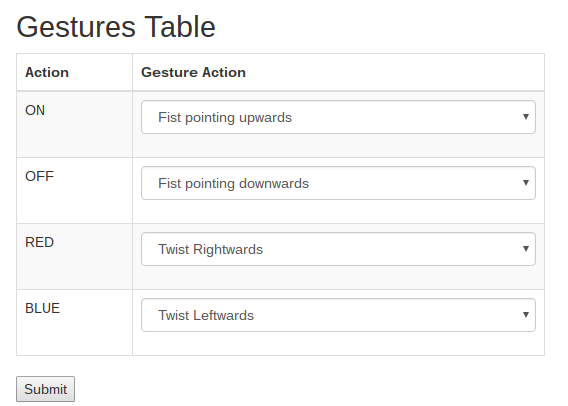 Gestures Table
Action Gesture Action
ON Fist pointing upwards
OFF Fist pointing downwards
RED Twist Rightwards
BLUE Twist Leftwards
Submit